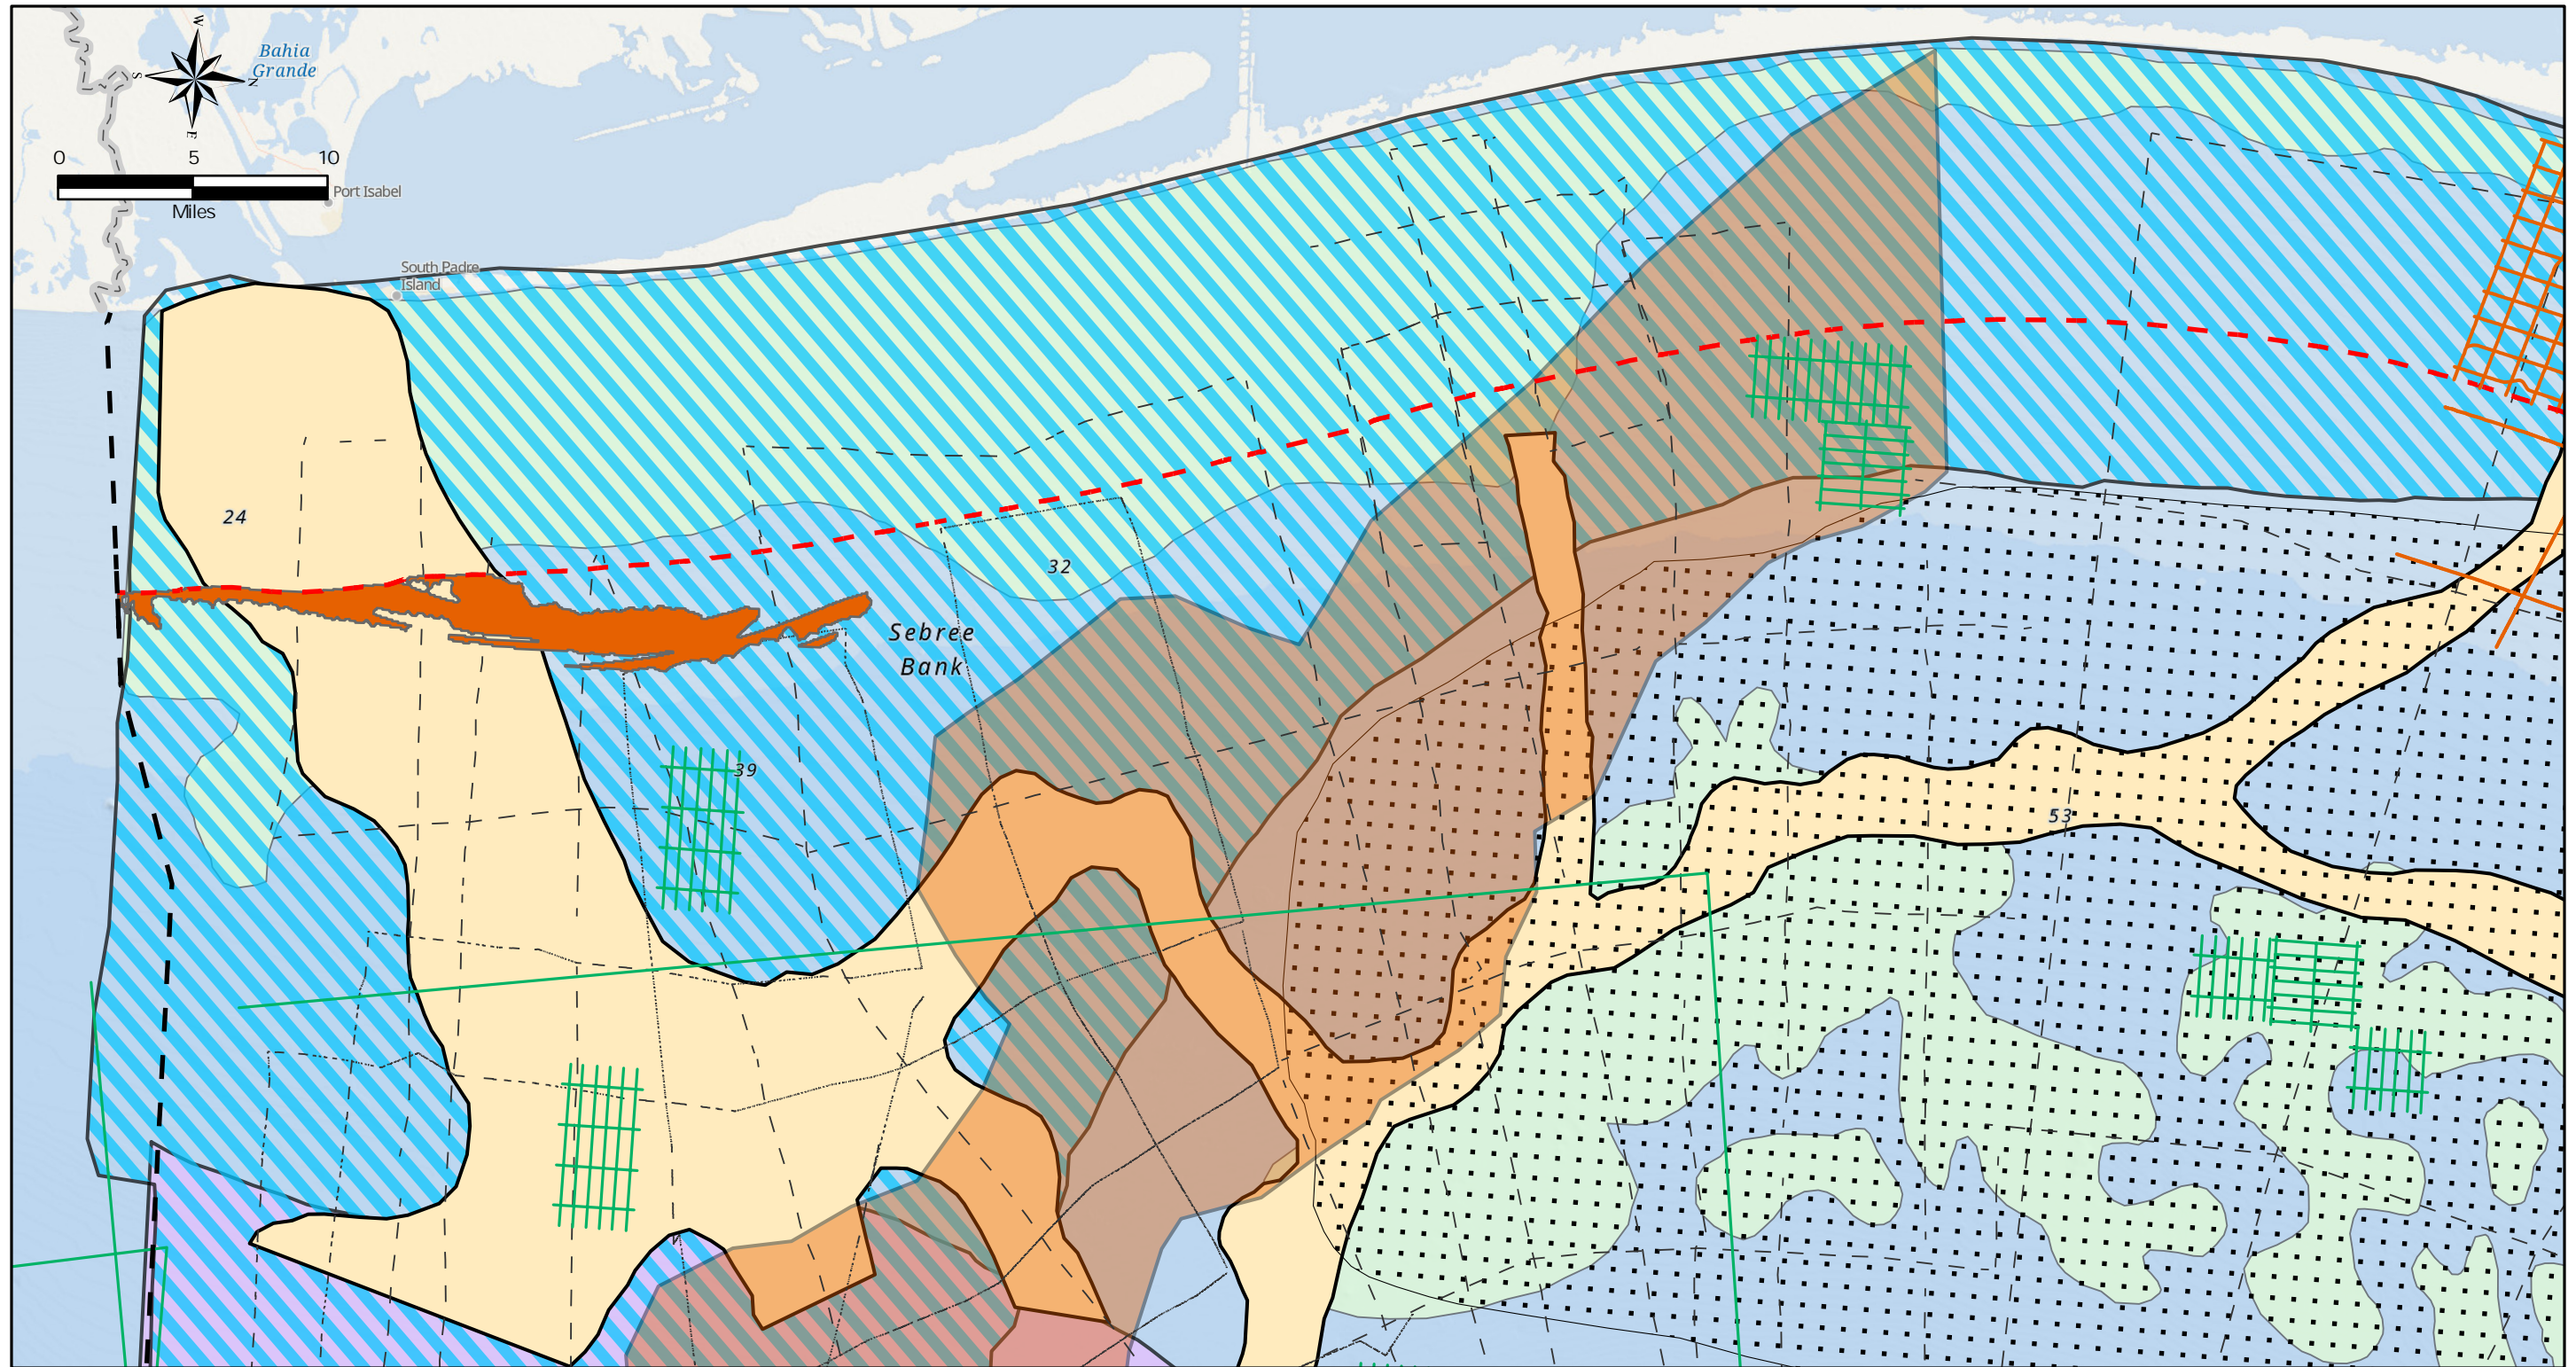 W
S
N
E
Bahia
Grande
0 5 10
Miles
Port Isabel
South Padre
Island
24
32
Sebree
Bank
39
53